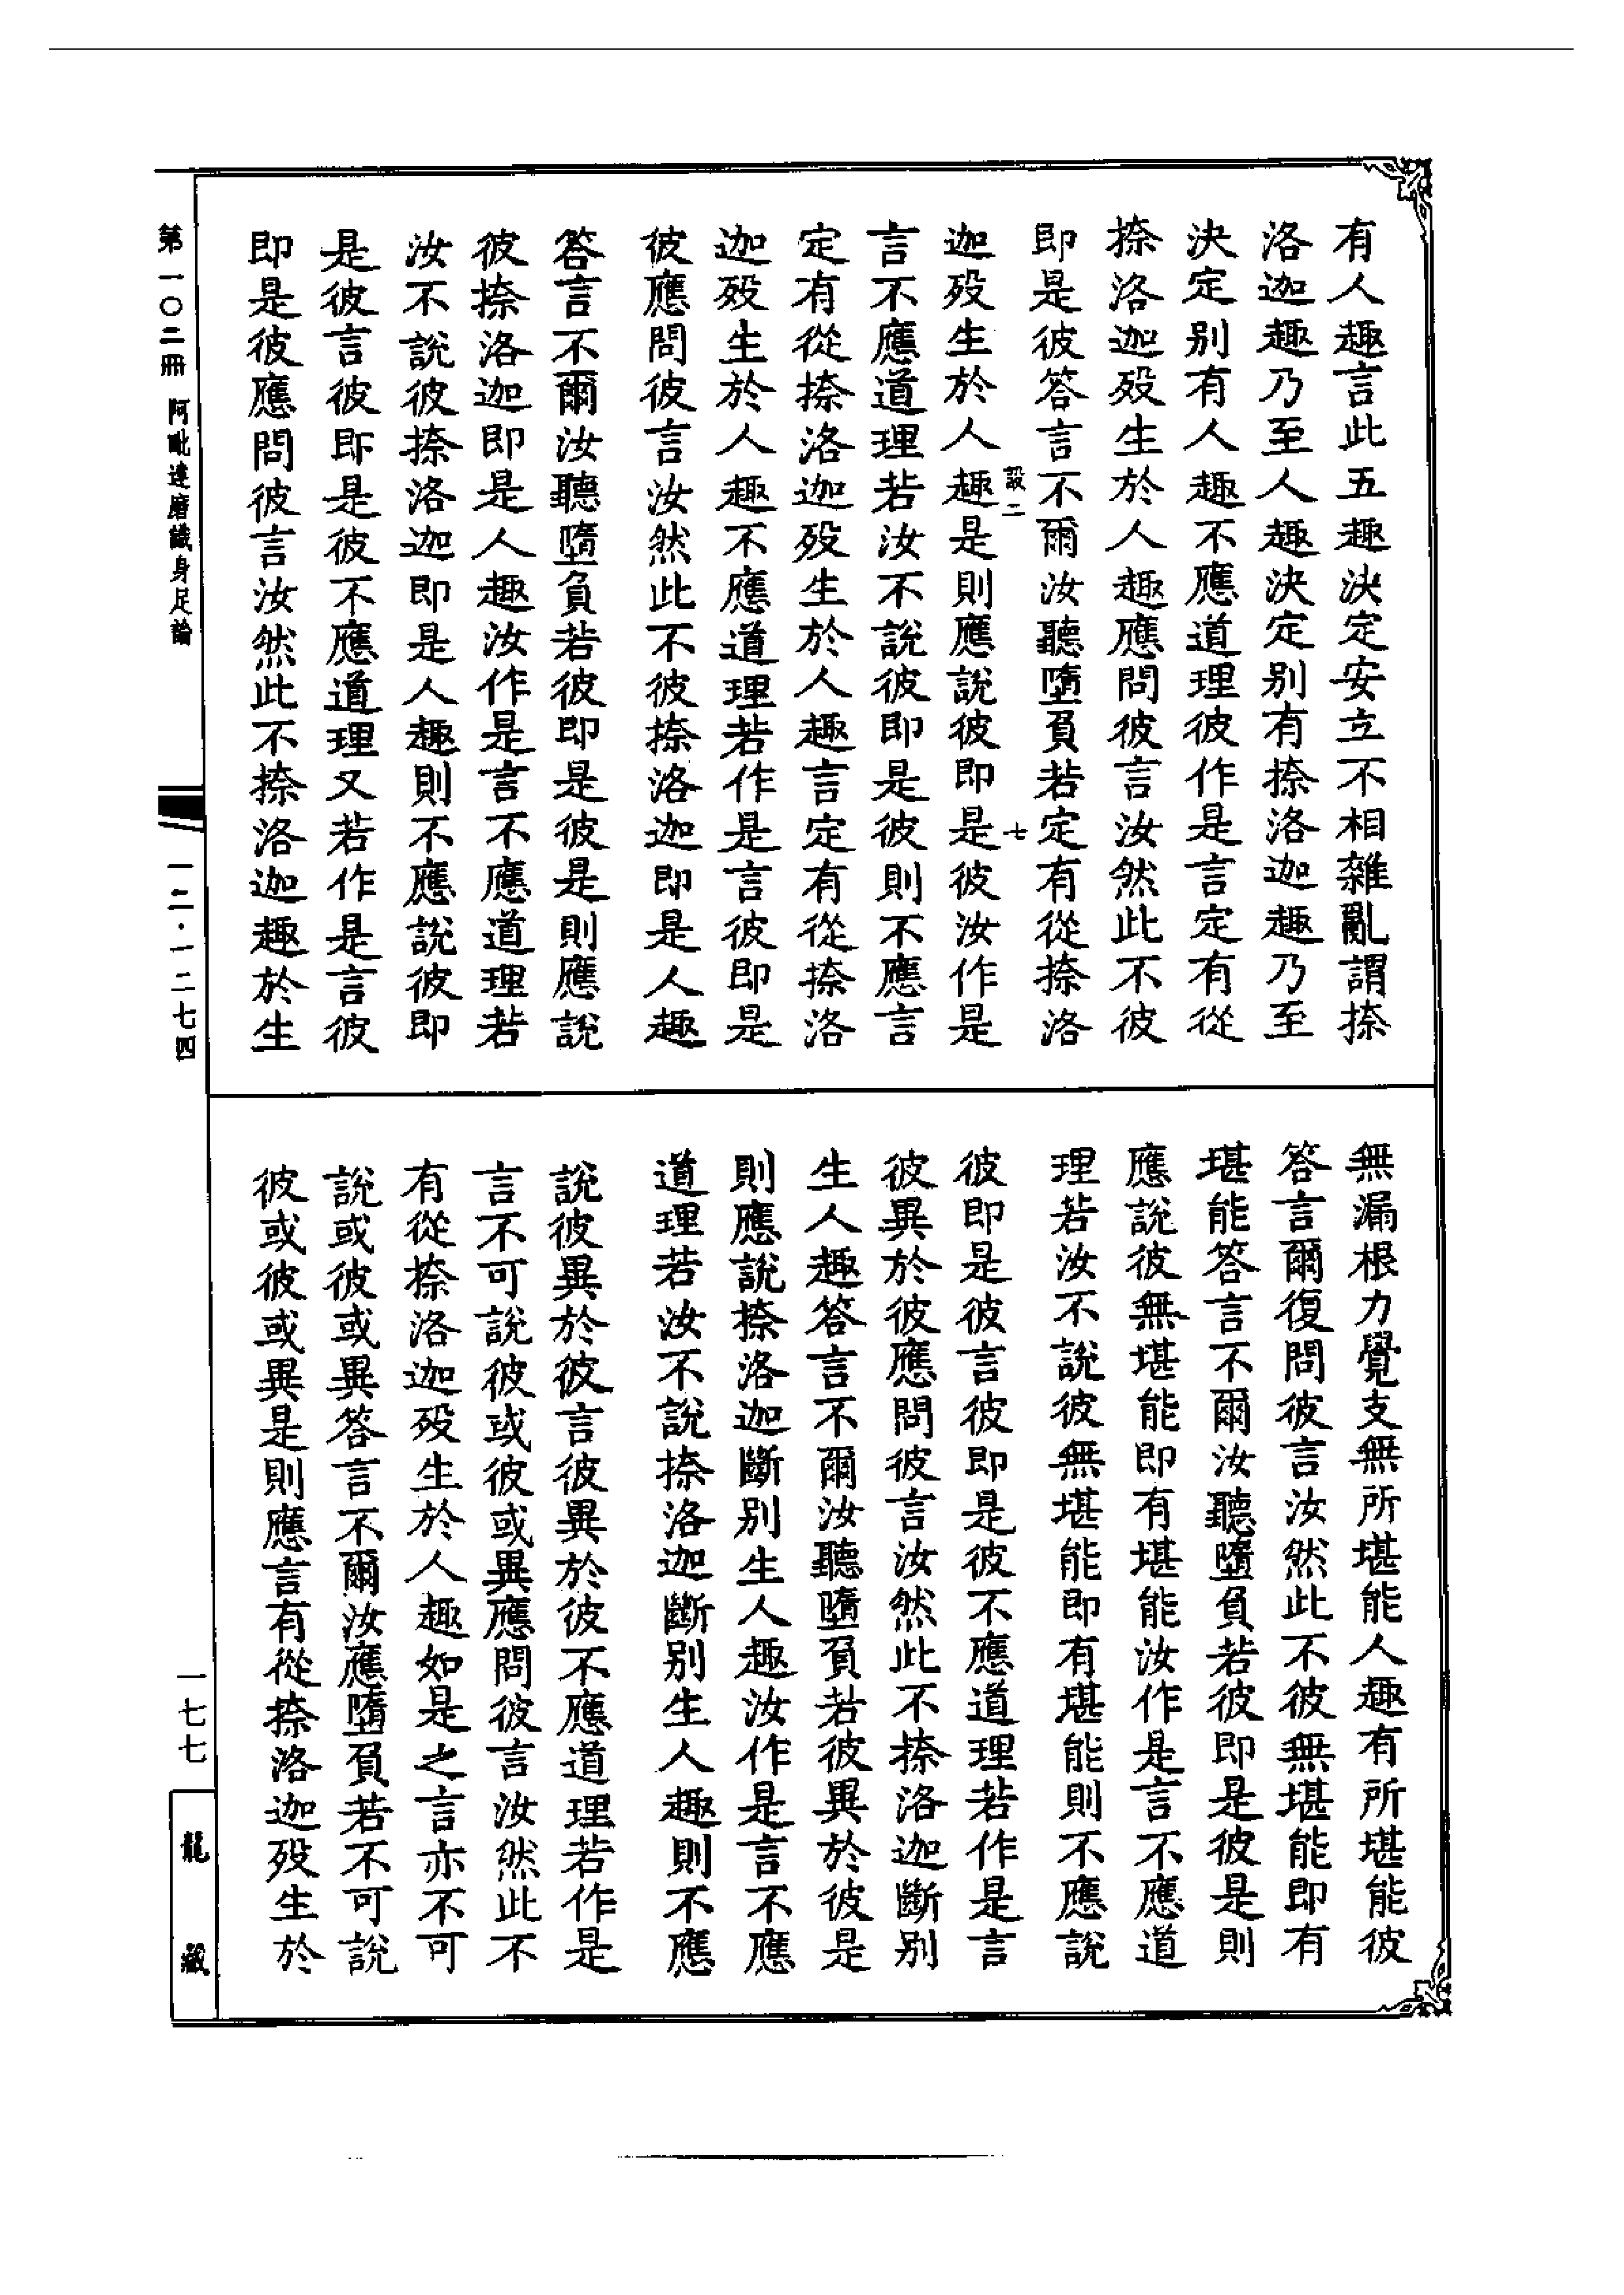 有人趣言此五趣決定安立不相雜亂謂捺
洛迦趣乃至人趣決定別有捺洛迦趣乃至
決定別有人趣不應道理彼作是言定有從
捺洛迦歿生於人趣應問彼言汝然此不彼
即是彼答言不爾汝聽墮負若定有從捺洛
設二 七
迦歿生於人趣是則應說彼即是彼汝作是
言不應道理若汝不說彼即是彼則不應言
定有從捺洛迦歿生於人趣言定有從捺洛
迦歿生於人趣不應道理若作是言彼即是
彼應問彼言汝然此不彼捺洛迦即是人趣
答言不爾汝聽墮負若彼即是彼是則應說
彼捺洛迦即是人趣汝作是言不應道理若
汝不說彼捺洛迦即是人趣則不應說彼即
是彼言彼即是彼不應道理又若作是言彼
即是彼應問彼言汝然此不捺洛迦趣於生
無漏根力覺支無所堪能人趣有所堪能彼
答言爾復問彼言汝然此不彼無堪能即有
堪能答言不爾汝聽墮負若彼即是彼是則
應說彼無堪能即有堪能汝作是言不應道
理若汝不說彼無堪能即有堪能則不應說
彼即是彼言彼即是彼不應道理若作是言
彼異於彼應問彼言汝然此不捺洛迦斷別
生人趣答言不爾汝聽墮負若彼異於彼是
則應說捺洛迦斷別生人趣汝作是言不應
道理若汝不說捺洛迦斷別生人趣則不應
說彼異於彼言彼異於彼不應道理若作是
言不可說彼或彼或異應問彼言汝然此不
有從捺洛迦歿生於人趣如是之言亦不可
說或彼或異答言不爾汝應墮負若不可說
彼或彼或異是則應言有從捺洛迦歿生於
第一〇二冊 阿毗達磨識身足論
一二·一二七四
一七七
龍藏